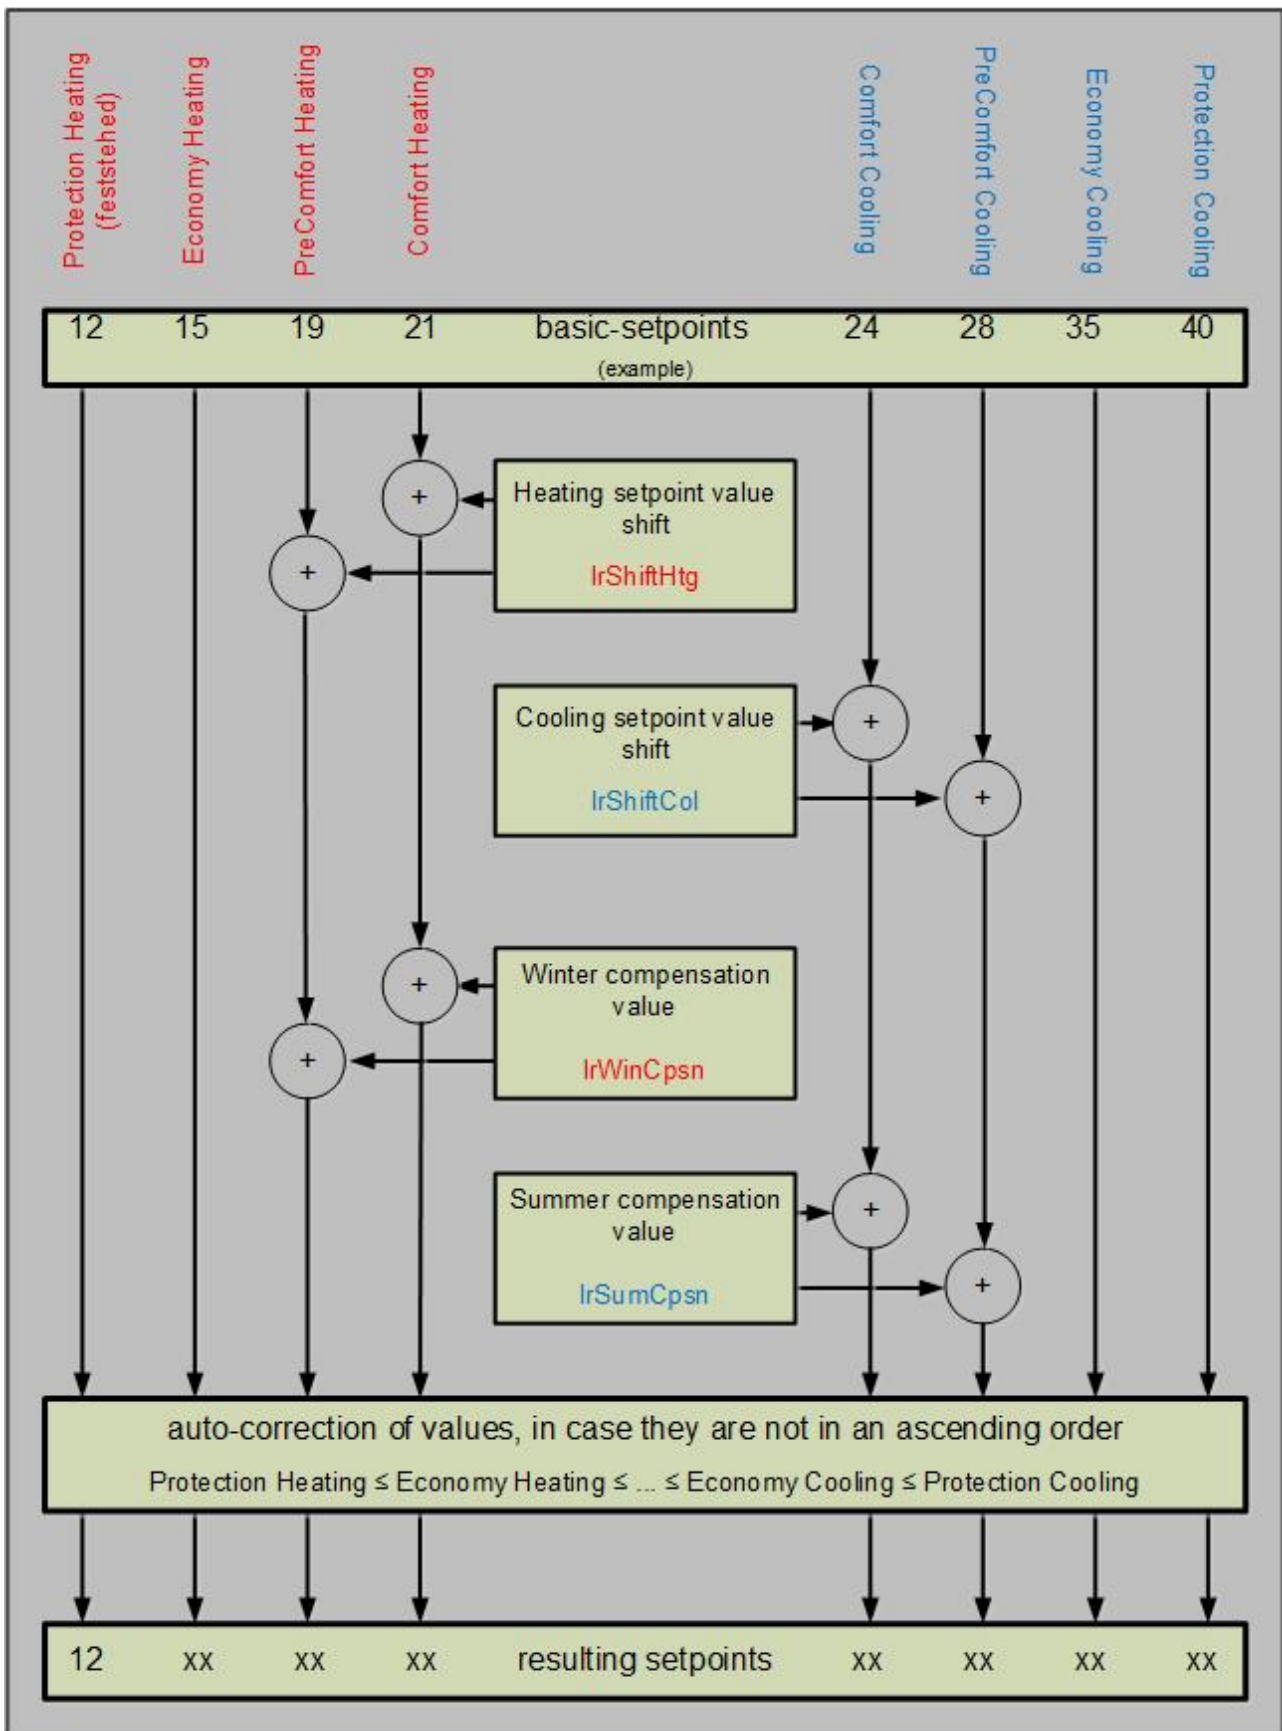 Protection Heating
(feststehed)
Economy Heating
PreComfort Heating
Comfort Heating
Comfort Cooling
PreComfort Cooling
Economy Cooling
Protection Cooling
12 15 19 21 basic-setpoints 24 28 35 40
(example)
+ Heating setpoint value
shift
+ lrShiftHtg
Cooling setpoint value +
shift
lrShiftCol +
+ Winter compensation
value
+ lrWinCpsn
Summer compensation +
value
lrSumCpsn +
auto-correction of values, in case they are not in an ascending order
Protection Heating ≤ Economy Heating ≤ ... ≤ Economy Cooling ≤ Protection Cooling
12 xx xx xx resulting setpoints xx xx xx xx